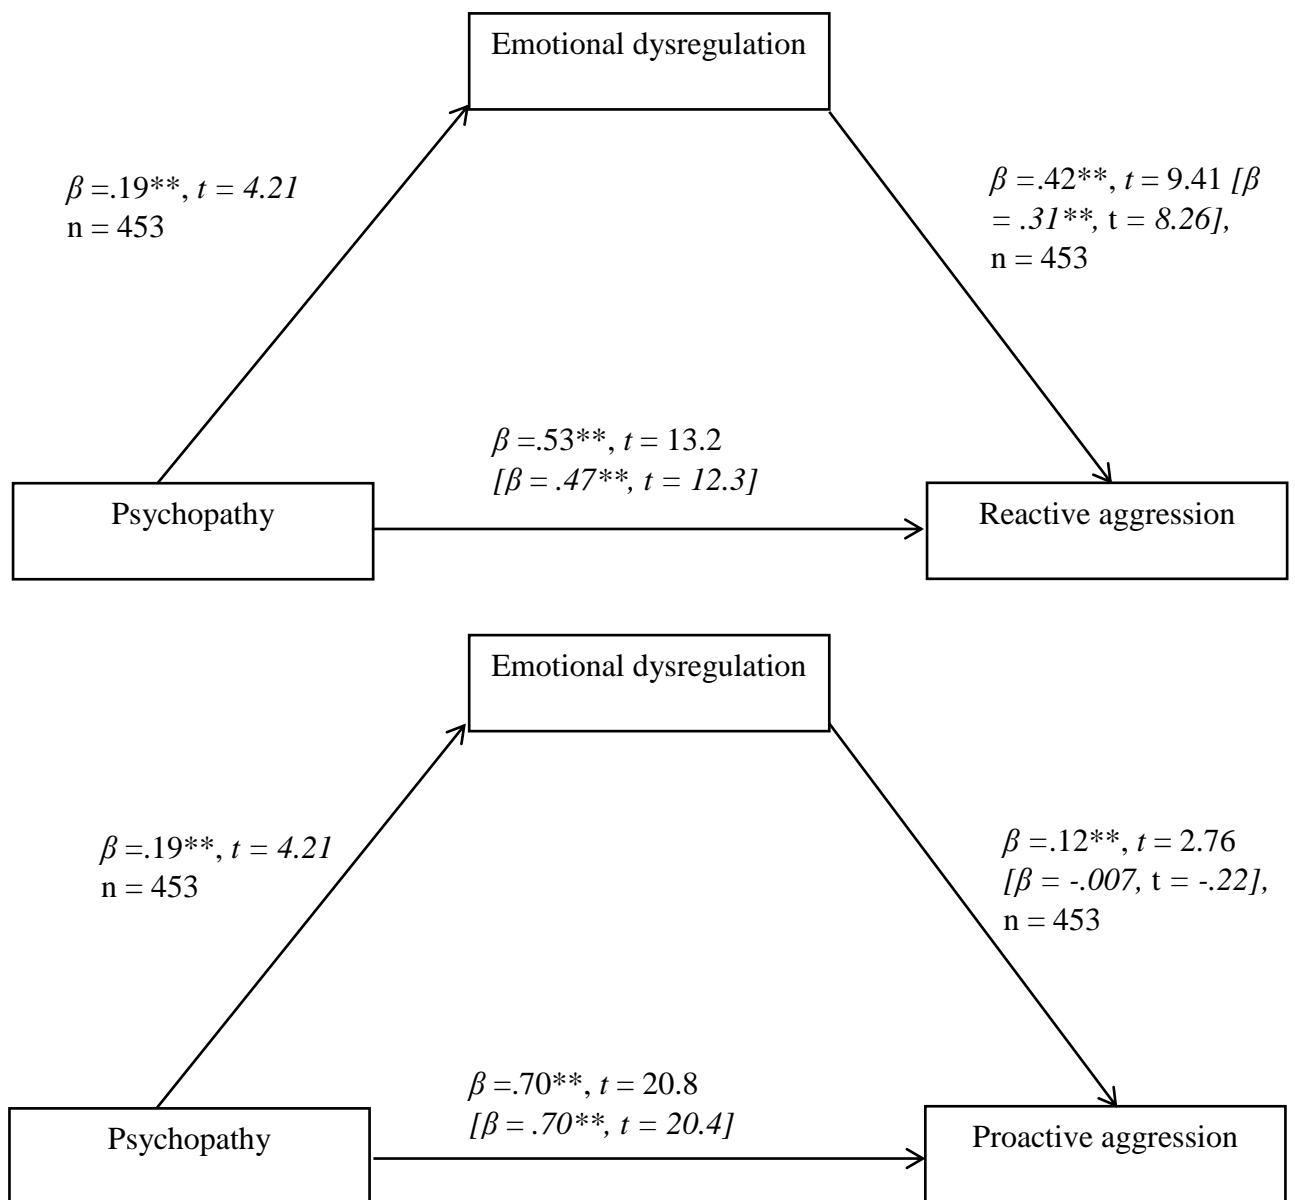 Emotional dysregulation
β =.19**, t = 4.21
n = 453
β =.42**, t = 9.41 [β
= .31**, t = 8.26],
n = 453
β =.53**, t = 13.2
[β = .47**, t = 12.3]
Psychopathy
Reactive aggression
Emotional dysregulation
β =.19**, t = 4.21
n = 453
β =.12**, t = 2.76
[β = -.007, t = -.22],
n = 453
β =.70**, t = 20.8
[β = .70**, t = 20.4]
Psychopathy
Proactive aggression